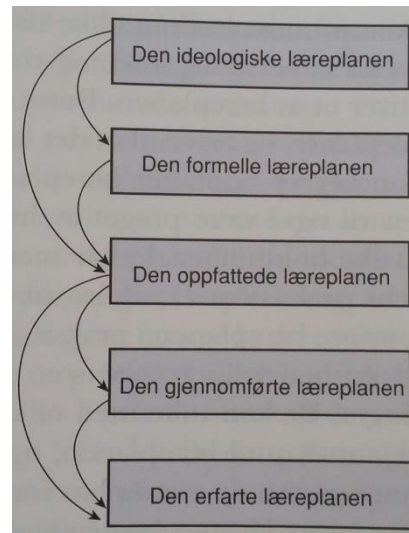 Den ideologiske læreplanen
Den formelle læreplanen
Den oppfattede læreplanen
Den gjennomførte læreplanen
Den erfarte læreplanen